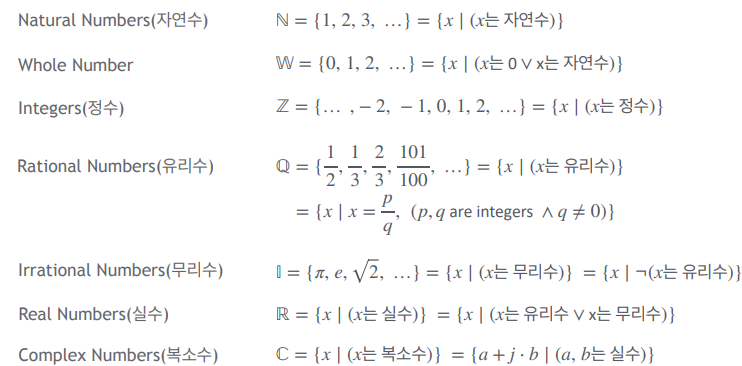 Natural Numbers(자연수) ℕ = {1, 2, 3, …} = {x | (x는 자연수)}
Whole Number 𝕎 = {0, 1, 2, …} = {x | (x는 0 ∨ x는 자연수)}
Integers(정수) ℤ = {… , − 2, − 1, 0, 1, 2, …} = {x | (x는 정수)}
Rational Numbers(유리수) ℚ = {1/2, 1/3, 2/3, 101/100, …} = {x | (x는 유리수)}
= {x | x = p/q, (p, q are integers ∧ q ≠ 0)}
Irrational Numbers(무리수) 𝕀 = {π, e, √2, …} = {x | (x는 무리수)} = {x | ¬(x는 유리수)}
Real Numbers(실수) ℝ = {x | (x는 실수)} = {x | (x는 유리수 ∨ x는 무리수)}
Complex Numbers(복소수) ℂ = {x | (x는 복소수)} = {a + j · b | (a, b는 실수)}